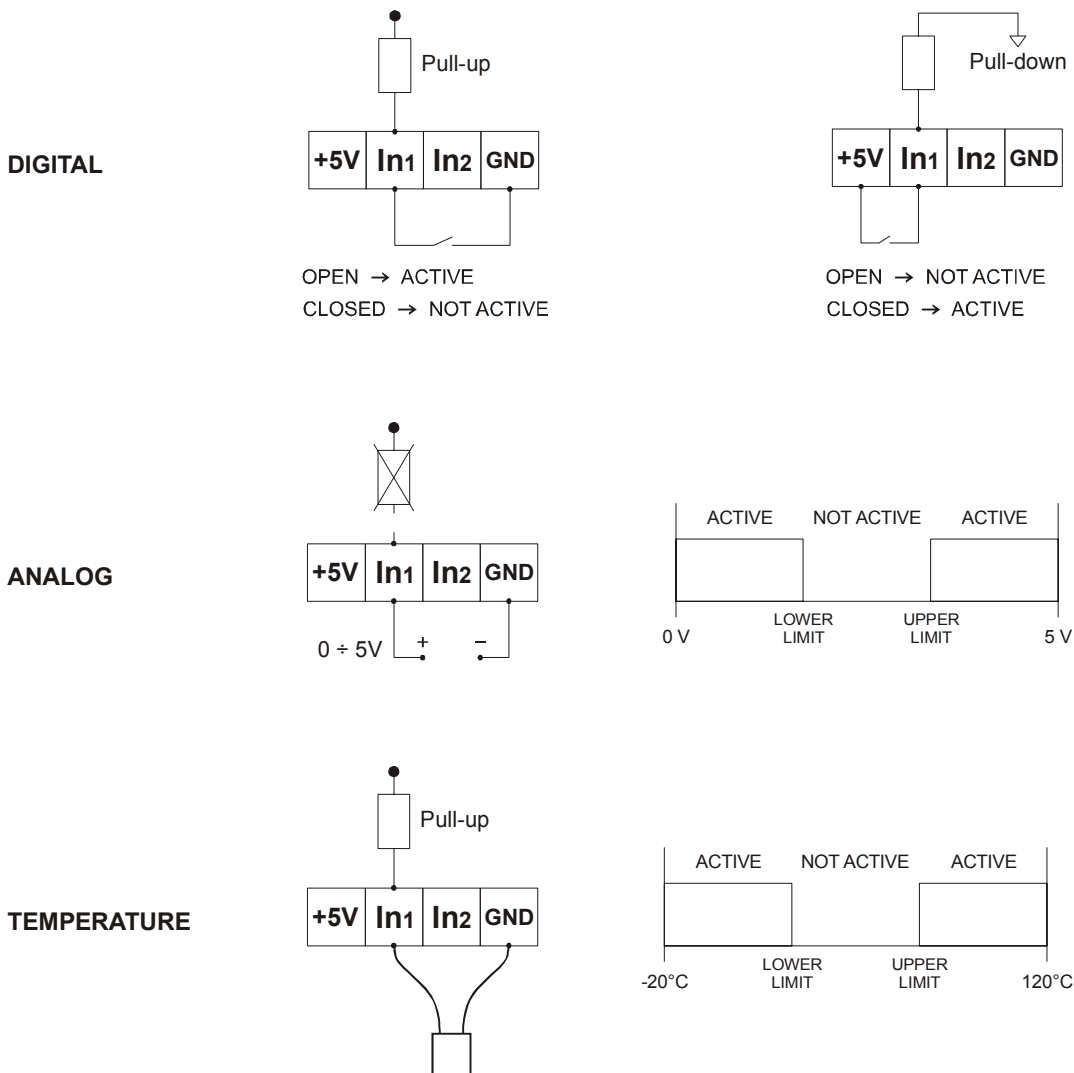 Pull-up
Pull-down
DIGITAL
+5V In1 In2 GND
+5V In1 In2 GND
OPEN → ACTIVE
CLOSED → NOT ACTIVE
OPEN → NOT ACTIVE
CLOSED → ACTIVE
ANALOG
+5V In1 In2 GND
0 ÷ 5V + −
ACTIVE NOT ACTIVE ACTIVE
0 V
LOWER
LIMIT
UPPER
LIMIT
5 V
Pull-up
TEMPERATURE
+5V In1 In2 GND
ACTIVE NOT ACTIVE ACTIVE
-20°C
LOWER
LIMIT
UPPER
LIMIT
120°C